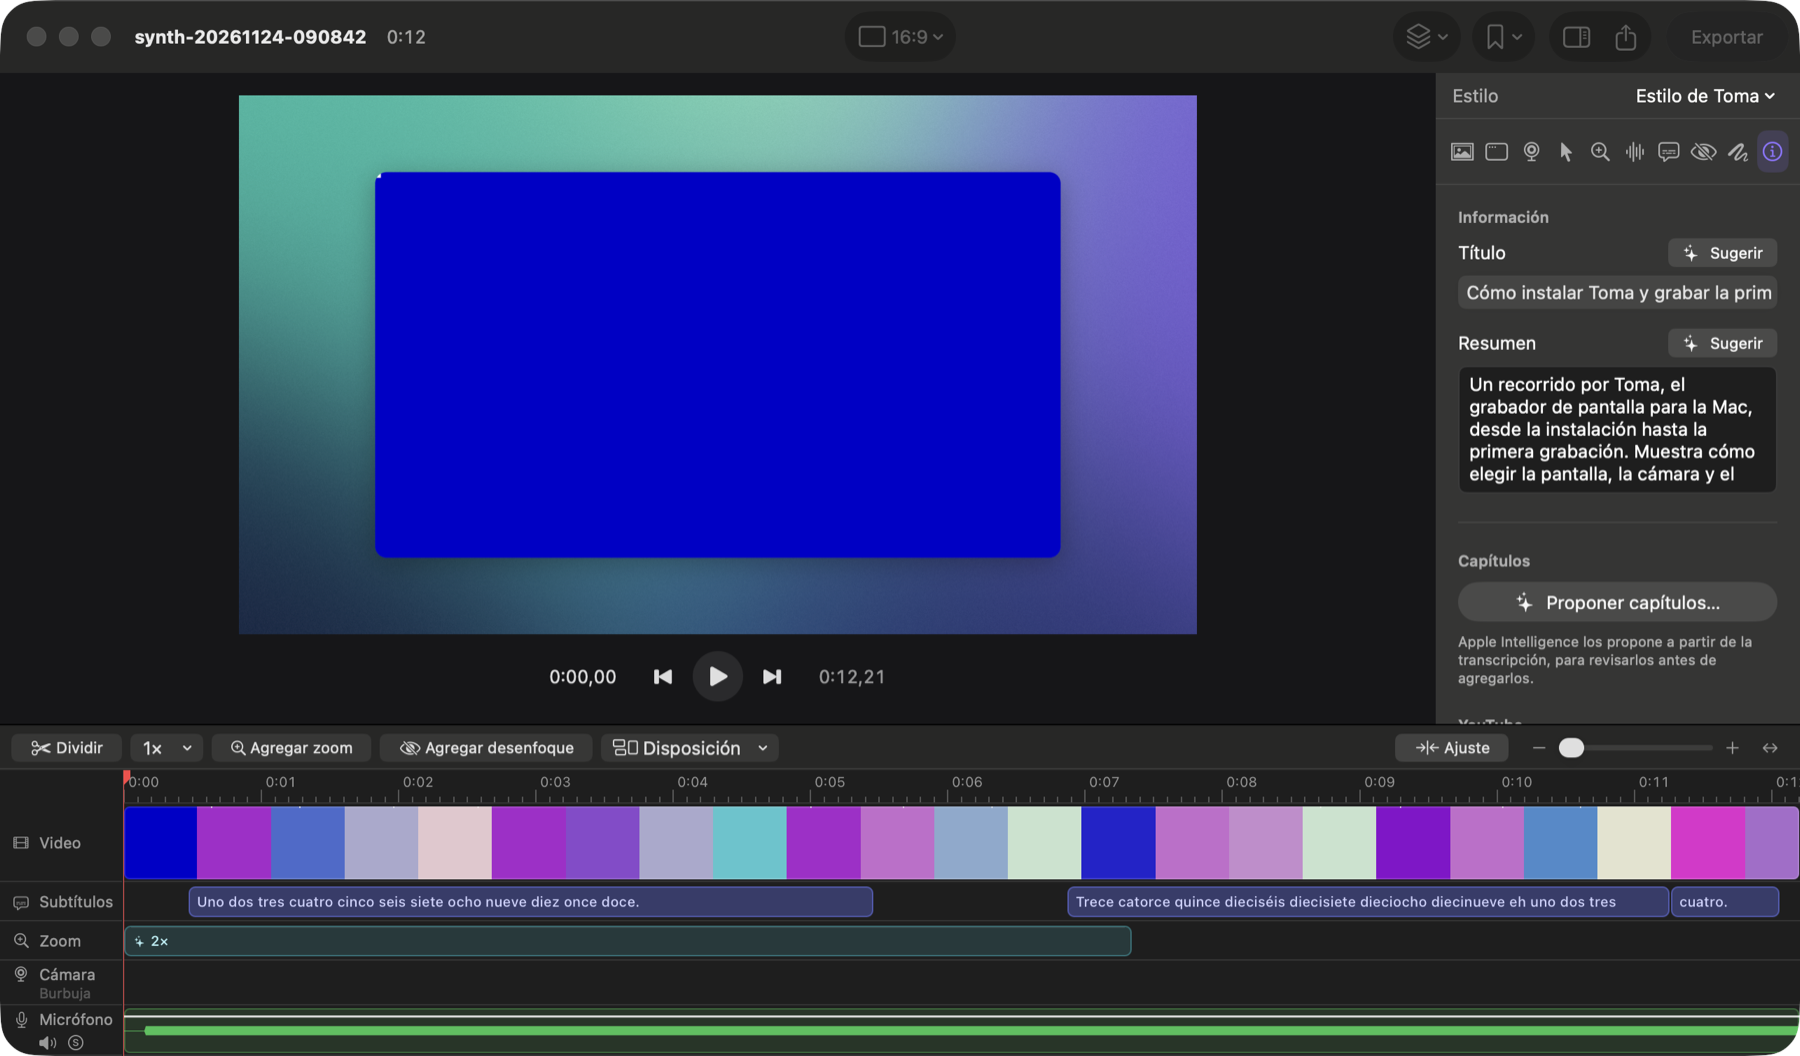 synth-20261124-090842 0:12
16:9
Exportar
Estilo
Estilo de Toma
Información
Título
Sugerir
Cómo instalar Toma y grabar la prim
Resumen
Sugerir
Un recorrido por Toma, el
grabador de pantalla para la Mac,
desde la instalación hasta la
primera grabación. Muestra cómo
elegir la pantalla, la cámara y el
Capítulos
Proponer capítulos...
Apple Intelligence los propone a partir de la
transcripción, para revisarlos antes de
agregarlos.
YouTube
0:00,00
0:12,21
Dividir
1×
Agregar zoom
Agregar desenfoque
Disposición
Ajuste
0:00 0:01 0:02 0:03 0:04 0:05 0:06 0:07 0:08 0:09 0:10 0:11
Video
Subtítulos
Uno dos tres cuatro cinco seis siete ocho nueve diez once doce.
Trece catorce quince dieciséis diecisiete dieciocho diecinueve eh uno dos tres
cuatro.
Zoom
2×
Cámara
Burbuja
Micrófono
S